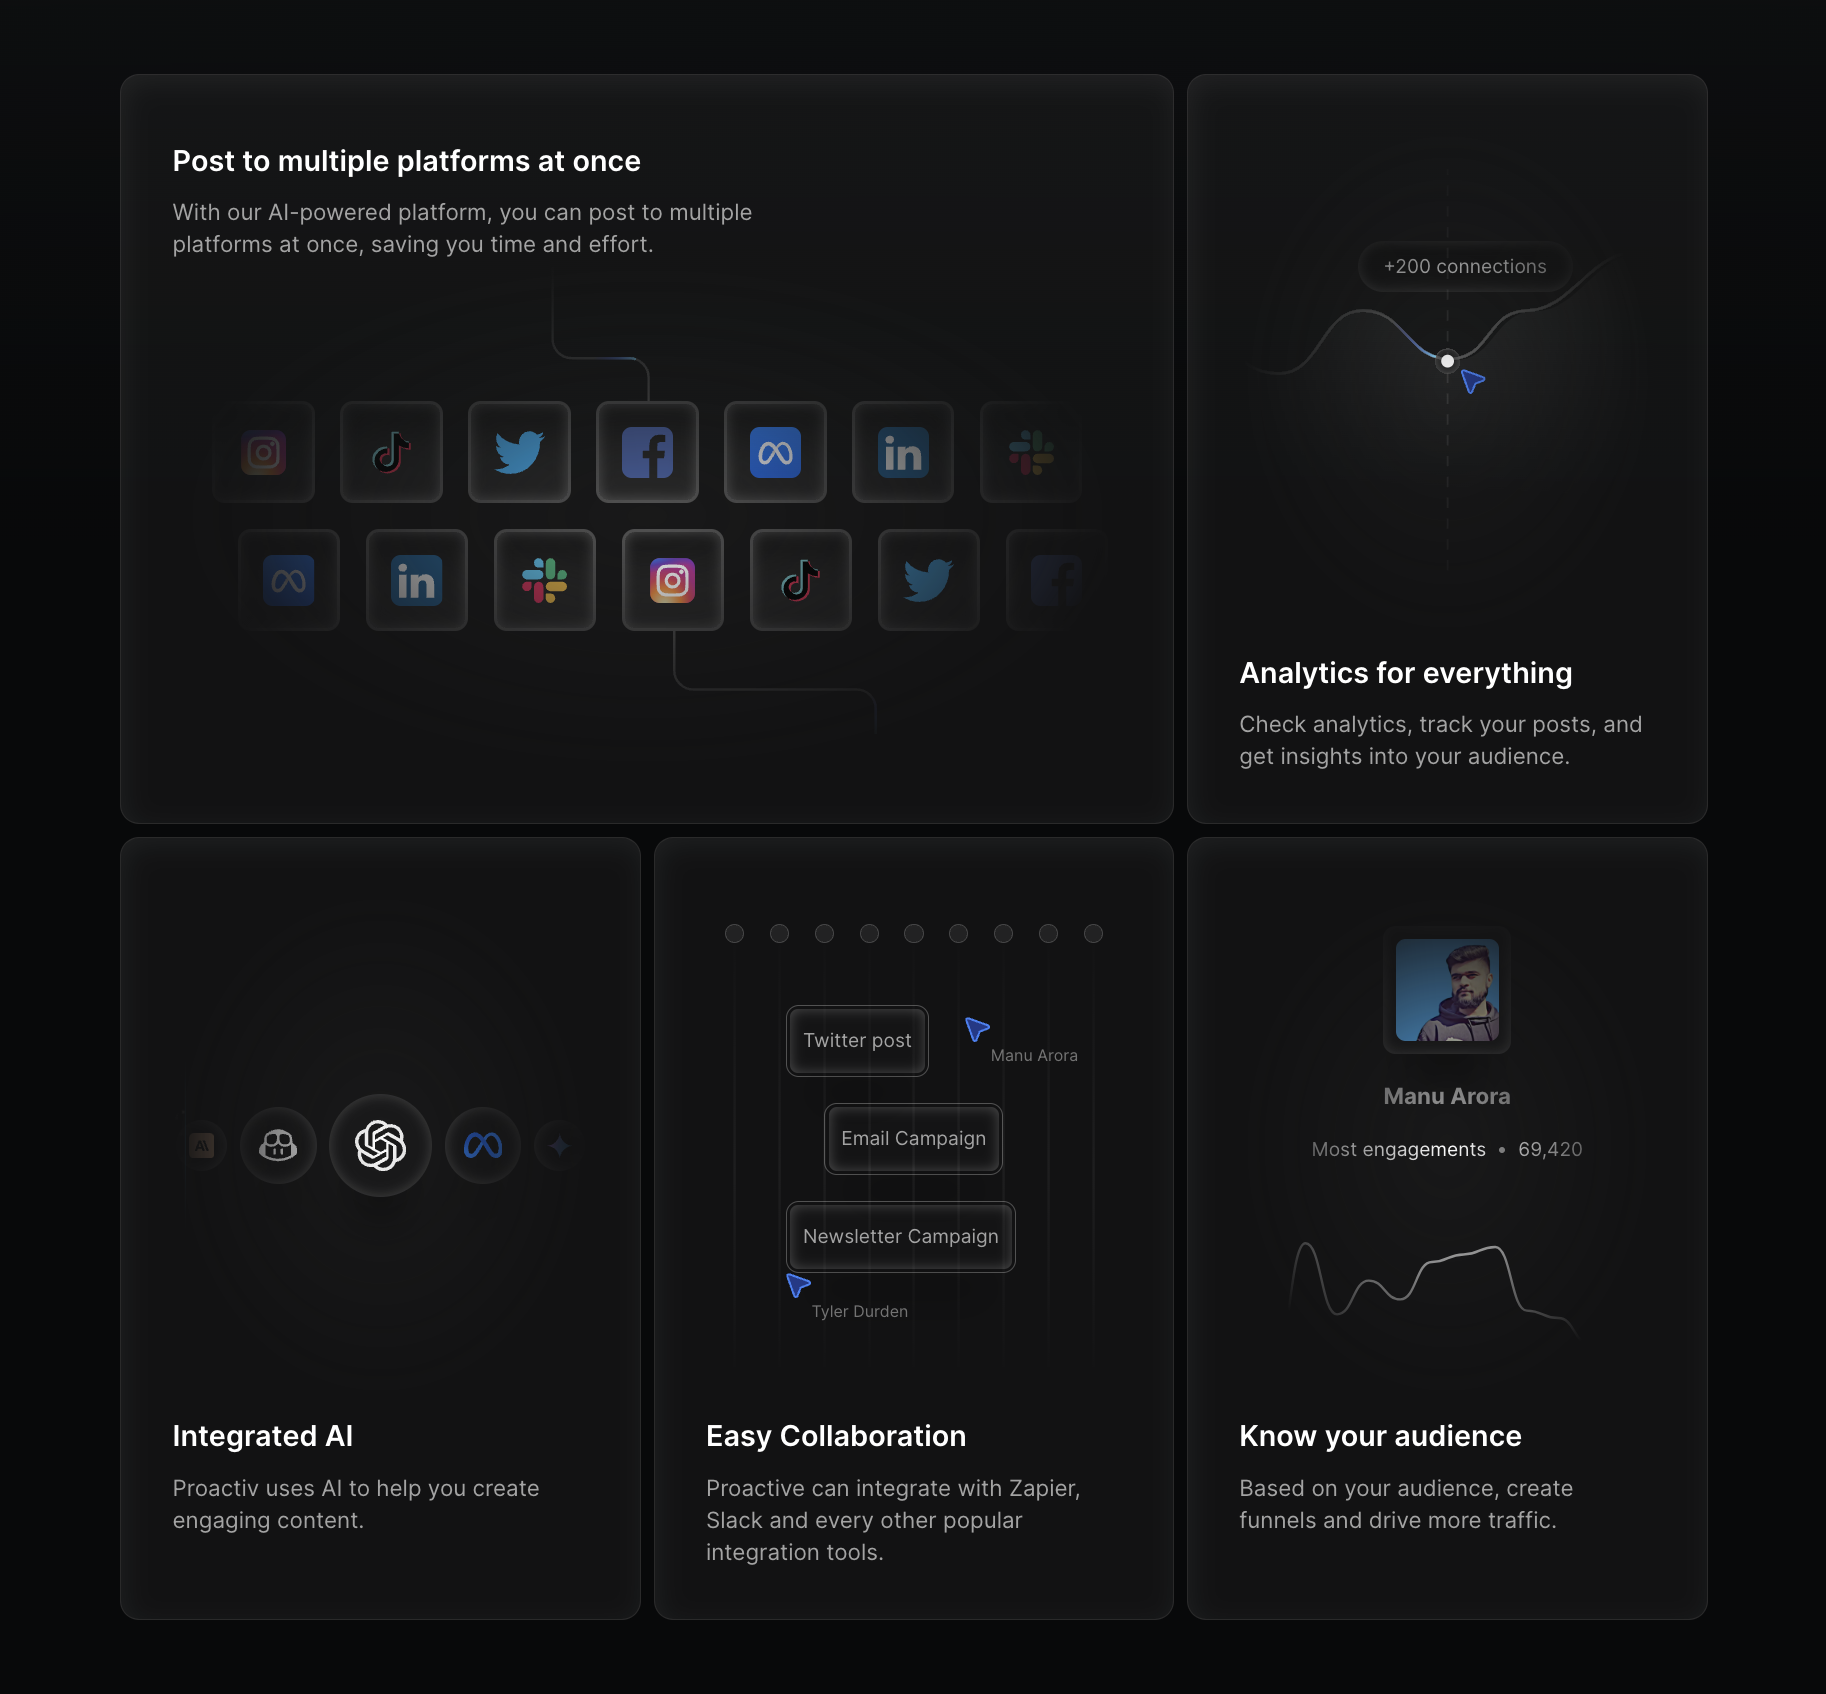 Post to multiple platforms at once
With our AI-powered platform, you can post to multiple
platforms at once, saving you time and effort.
in
in
+200 connections
Analytics for everything
Check analytics, track your posts, and
get insights into your audience.
AI
Integrated AI
Proactiv uses AI to help you create
engaging content.
Twitter post
Manu Arora
Email Campaign
Newsletter Campaign
Tyler Durden
Easy Collaboration
Proactive can integrate with Zapier,
Slack and every other popular
integration tools.
Manu Arora
Most engagements • 69,420
Know your audience
Based on your audience, create
funnels and drive more traffic.